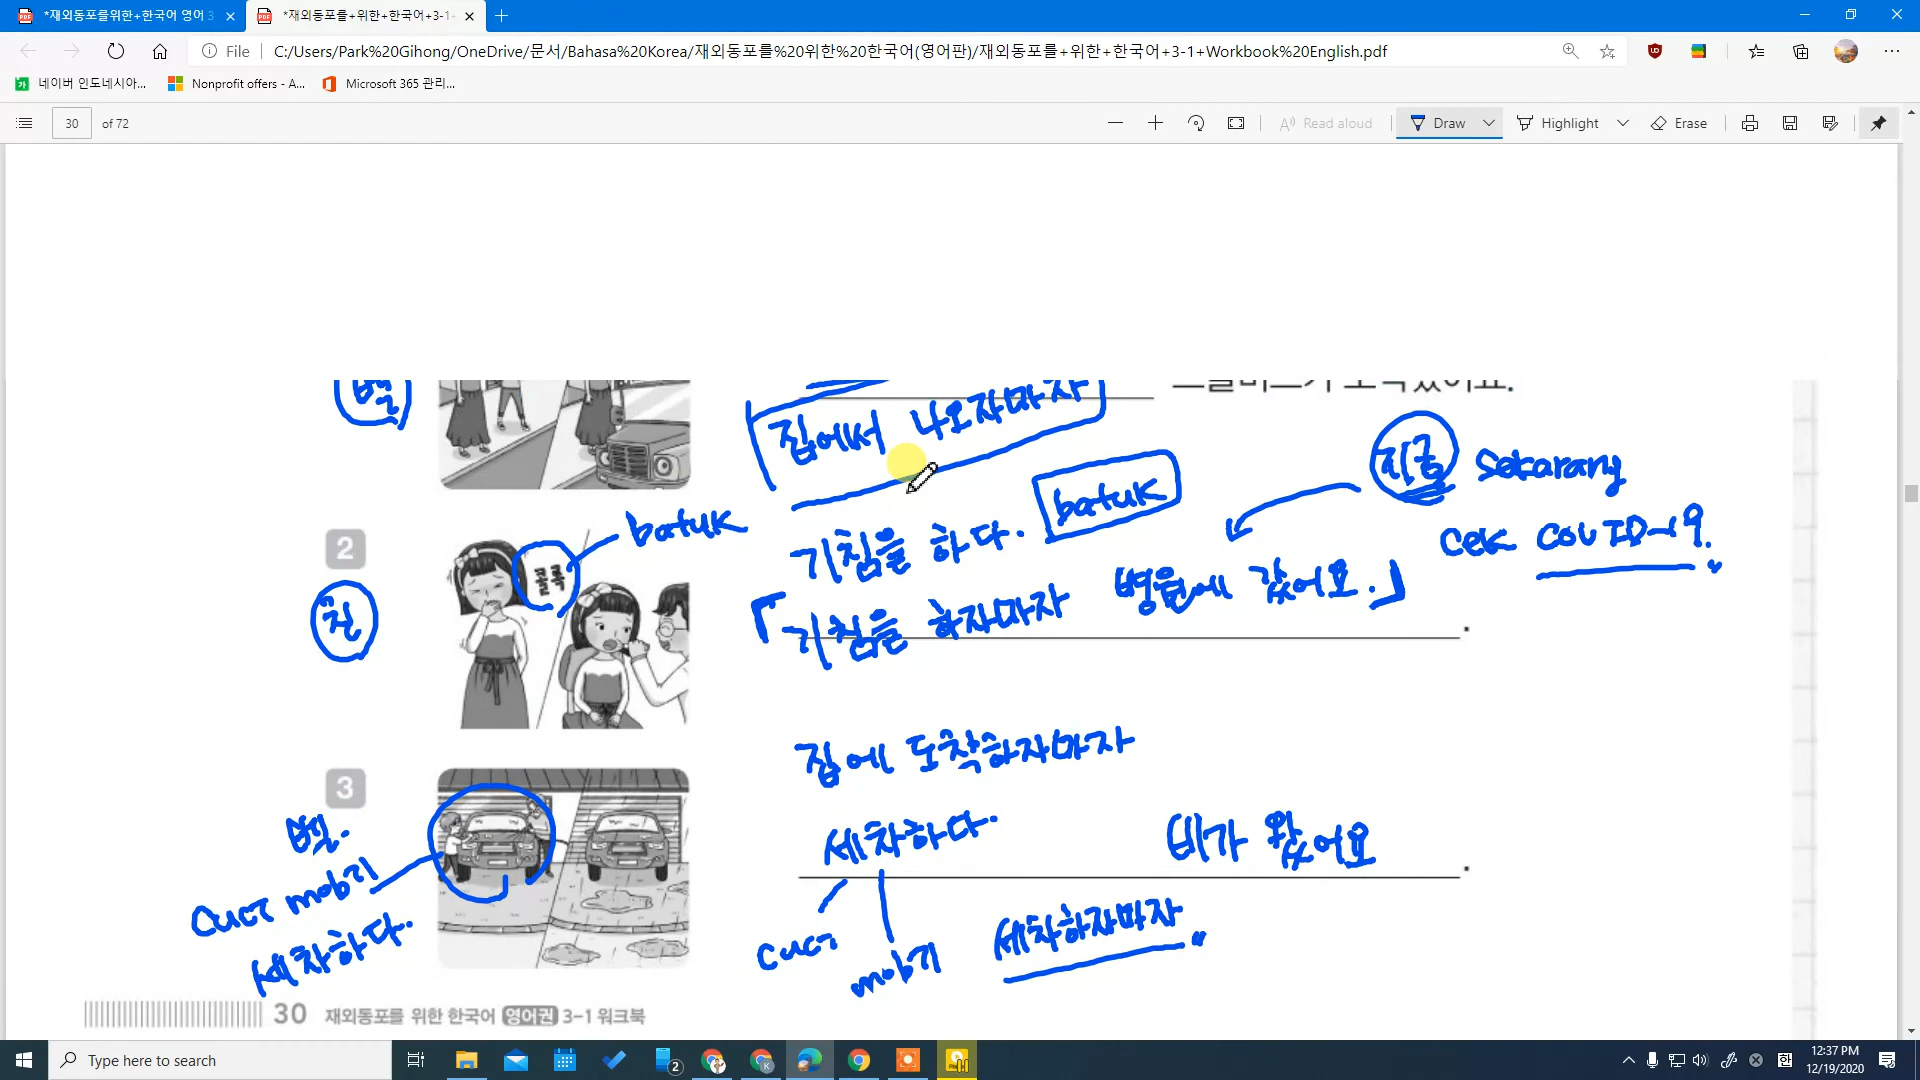 *재외동포를위한+한국어 영어 3
*재외동포를+위한+한국어+3-1-
File
C:/Users/Park%20Gihong/OneDrive/문서/Bahasa%20Korea/재외동포를%20위한%20한국어(영어판)/재외동포를+위한+한국어+3-1+Workbook%20English.pdf
네이버 인도네시아... Nonprofit offers - A... Microsoft 365 관리...
30 of 72
Read aloud Draw Highlight Erase
집에서 나오자마자
지금 Sekarang
batuk
batuk
cek COVID-19.
기침을 하다.
2
콜록
병원에 갔어요.」
「기침을 하자마자
집에 도착하자마자
3
세차하다.
비가 왔어요
cuci mobil
세차하다.
cuci
mobil
세차하자마자
30 재외동포를 위한 한국어 영어권 3-1 워크북
Type here to search
2
한
12:37 PM
12/19/2020